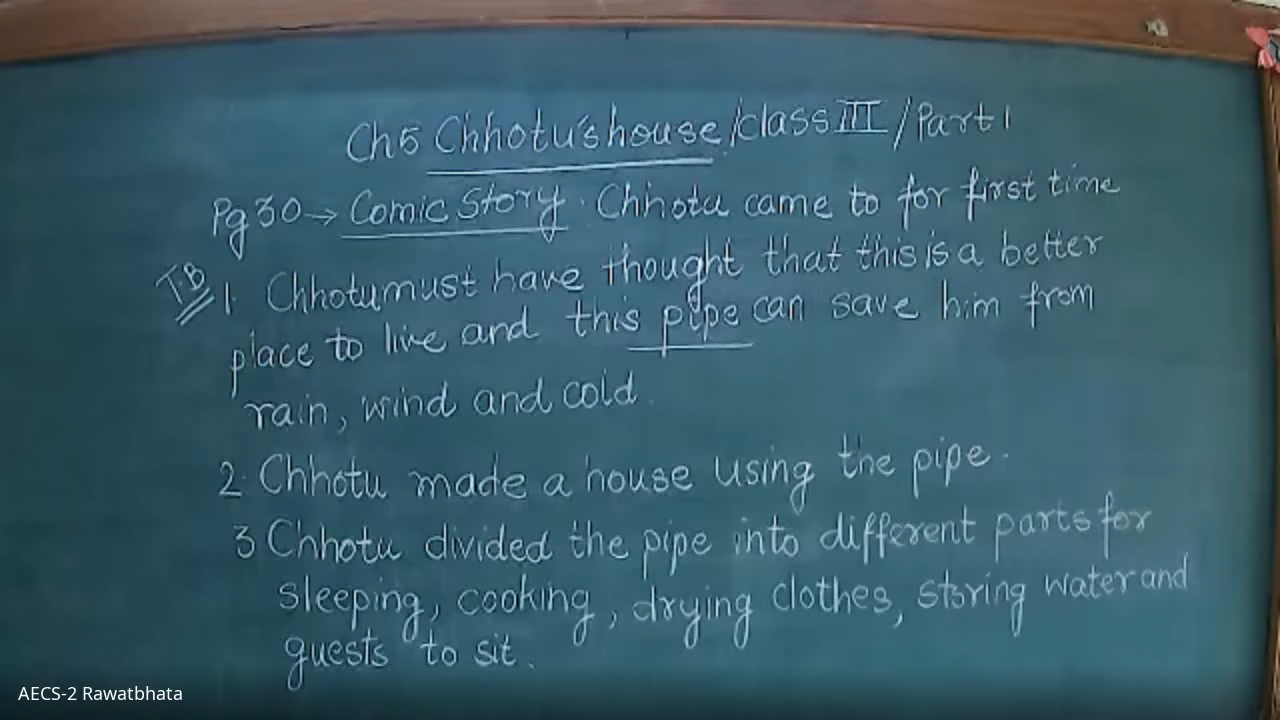 Ch5 Chhotu's house/class III/Part 1
Pg 30→ Comic Story. Chhotu came to for first time
TB
1. Chhotu must have thought that this is a better
place to live and this pipe can save him from
rain, wind and cold.
2. Chhotu made a house using the pipe.
3 Chhotu divided the pipe into different parts for
sleeping, cooking, drying clothes, storing water and
guests to sit.
AECS-2 Rawatbhata